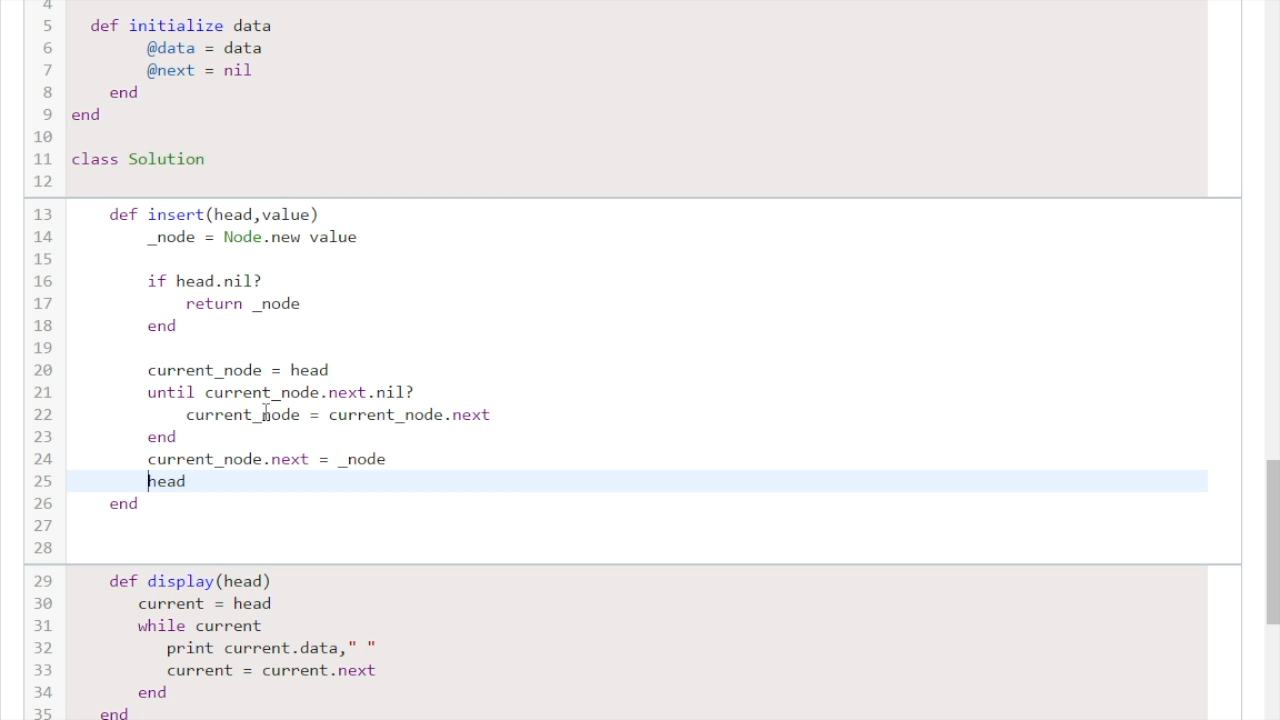 4
5 def initialize data
6 @data = data
7 @next = nil
8 end
9 end
10
11 class Solution
12
13 def insert(head,value)
14 _node = Node.new value
15
16 if head.nil?
17 return _node
18 end
19
20 current_node = head
21 until current_node.next.nil?
22 current_node = current_node.next
23 end
24 current_node.next = _node
25 head
26 end
27
28
29 def display(head)
30 current = head
31 while current
32 print current.data," "
33 current = current.next
34 end
35 end